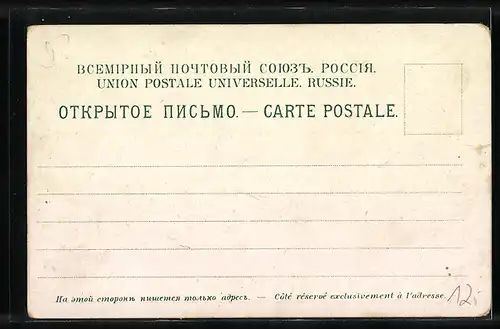 ВСЕМІРНЫЙ ПОЧТОВЫЙ СОЮЗЪ. РОССІЯ.
UNION POSTALE UNIVERSELLE. RUSSIE.
ОТКРЫТОЕ ПИСЬМО. — CARTE POSTALE.
На этой сторонѣ пишется только адресъ. — Côté réservé exclusivement à l'adresse.